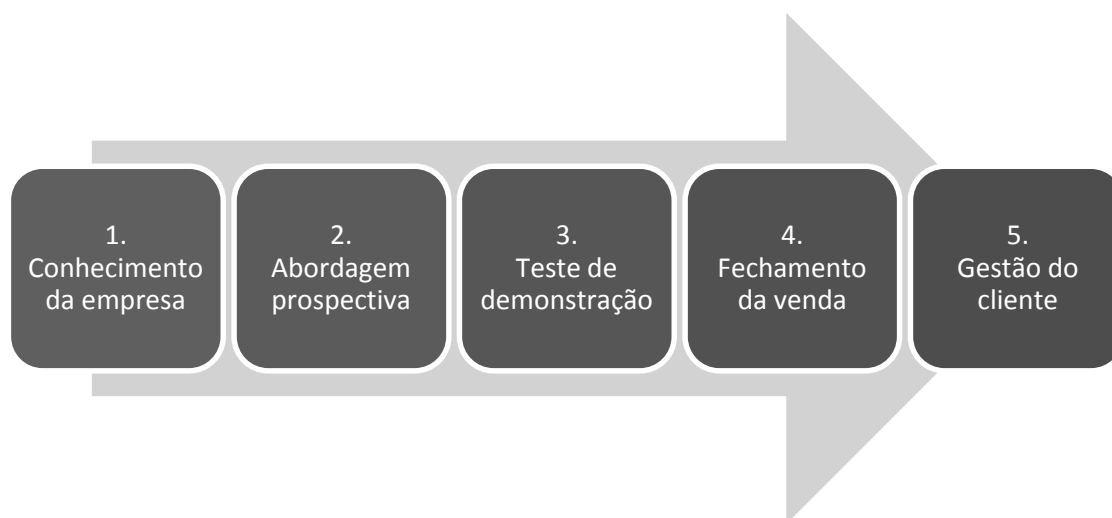 1.
Conhecimento
da empresa
2.
Abordagem
prospectiva
3.
Teste de
demonstração
4.
Fechamento
da venda
5.
Gestão do
cliente